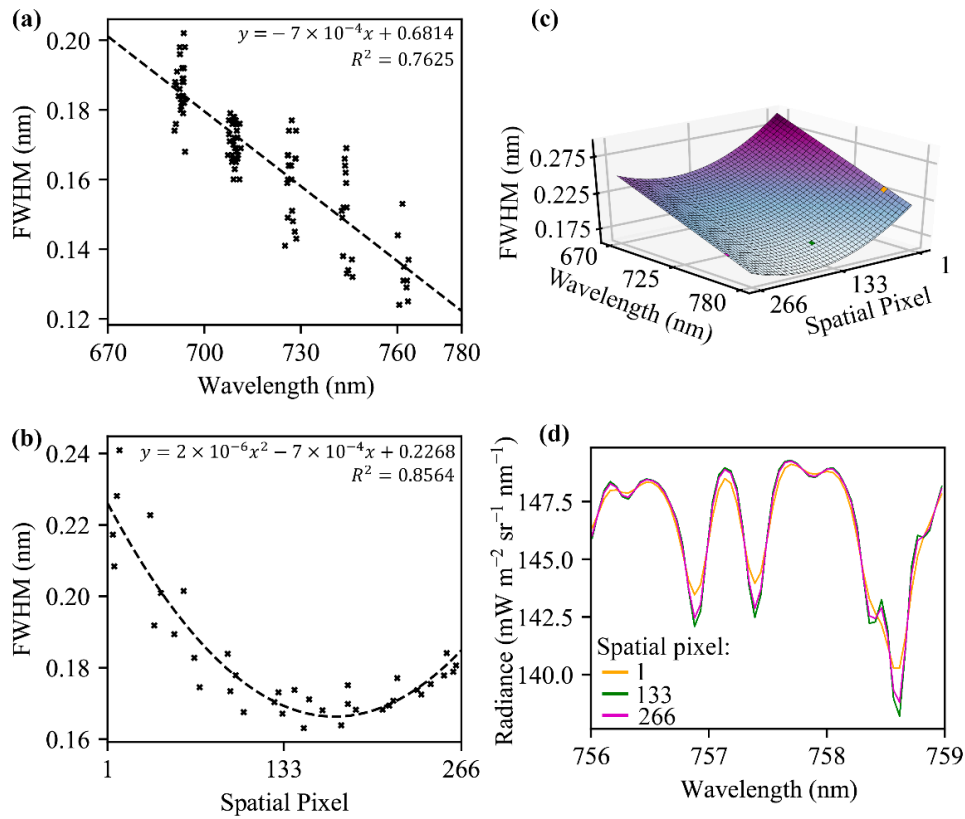 (a)
y = − 7 × 10⁻⁴x + 0.6814
R² = 0.7625
FWHM (nm)
0.20
0.18
0.16
0.14
0.12
670 700 730 760 780
Wavelength (nm)
(c)
FWHM (nm)
0.275
0.225
0.175
670
725
780
Wavelength (nm)
266
133
1
Spatial Pixel
(b)
y = 2 × 10⁻⁶x² − 7 × 10⁻⁴x + 0.2268
R² = 0.8564
FWHM (nm)
0.24
0.22
0.20
0.18
0.16
1 133 266
Spatial Pixel
(d)
Radiance (mW m⁻² sr⁻¹ nm⁻¹)
147.5
145.0
142.5
140.0
Spatial pixel:
1
133
266
756 757 758 759
Wavelength (nm)